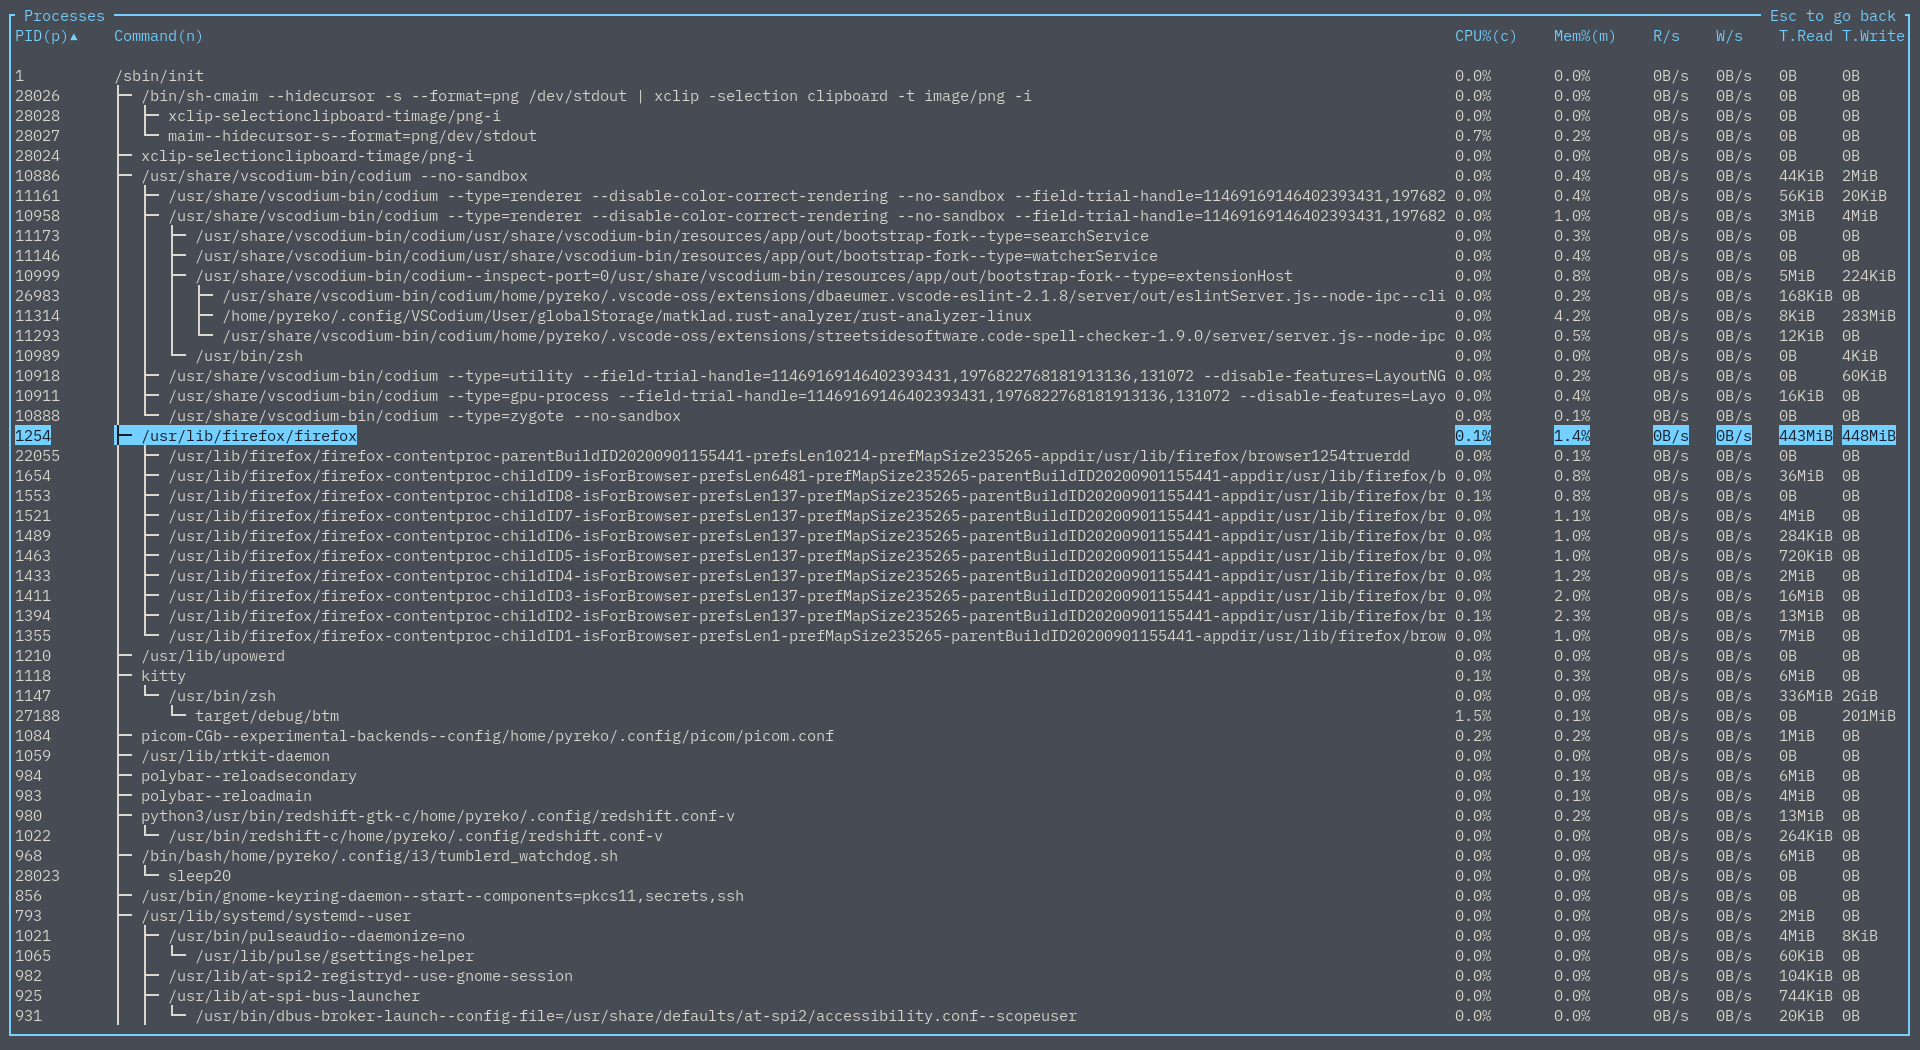 Processes Esc to go back
PID(p)▲ Command(n) CPU%(c) Mem%(m) R/s W/s T.Read T.Write
1 /sbin/init 0.0% 0.0% 0B/s 0B/s 0B 0B
28026 /bin/sh-cmaim --hidecursor -s --format=png /dev/stdout | xclip -selection clipboard -t image/png -i 0.0% 0.0% 0B/s 0B/s 0B 0B
28028 xclip-selectionclipboard-timage/png-i 0.0% 0.0% 0B/s 0B/s 0B 0B
28027 maim--hidecursor-s--format=png/dev/stdout 0.7% 0.2% 0B/s 0B/s 0B 0B
28024 xclip-selectionclipboard-timage/png-i 0.0% 0.0% 0B/s 0B/s 0B 0B
10886 /usr/share/vscodium-bin/codium --no-sandbox 0.0% 0.4% 0B/s 0B/s 44KiB 2MiB
11161 /usr/share/vscodium-bin/codium --type=renderer --disable-color-correct-rendering --no-sandbox --field-trial-handle=11469169146402393431,197682 0.0% 0.4% 0B/s 0B/s 56KiB 20KiB
10958 /usr/share/vscodium-bin/codium --type=renderer --disable-color-correct-rendering --no-sandbox --field-trial-handle=11469169146402393431,197682 0.0% 1.0% 0B/s 0B/s 3MiB 4MiB
11173 /usr/share/vscodium-bin/codium/usr/share/vscodium-bin/resources/app/out/bootstrap-fork--type=searchService 0.0% 0.3% 0B/s 0B/s 0B 0B
11146 /usr/share/vscodium-bin/codium/usr/share/vscodium-bin/resources/app/out/bootstrap-fork--type=watcherService 0.0% 0.4% 0B/s 0B/s 0B 0B
10999 /usr/share/vscodium-bin/codium--inspect-port=0/usr/share/vscodium-bin/resources/app/out/bootstrap-fork--type=extensionHost 0.0% 0.8% 0B/s 0B/s 5MiB 224KiB
26983 /usr/share/vscodium-bin/codium/home/pyreko/.vscode-oss/extensions/dbaeumer.vscode-eslint-2.1.8/server/out/eslintServer.js--node-ipc--cli 0.0% 0.2% 0B/s 0B/s 168KiB 0B
11314 /home/pyreko/.config/VSCodium/User/globalStorage/matklad.rust-analyzer/rust-analyzer-linux 0.0% 4.2% 0B/s 0B/s 8KiB 283MiB
11293 /usr/share/vscodium-bin/codium/home/pyreko/.vscode-oss/extensions/streetsidesoftware.code-spell-checker-1.9.0/server/server.js--node-ipc 0.0% 0.5% 0B/s 0B/s 12KiB 0B
10989 /usr/bin/zsh 0.0% 0.0% 0B/s 0B/s 0B 4KiB
10918 /usr/share/vscodium-bin/codium --type=utility --field-trial-handle=11469169146402393431,1976822768181913136,131072 --disable-features=LayoutNG 0.0% 0.2% 0B/s 0B/s 0B 60KiB
10911 /usr/share/vscodium-bin/codium --type=gpu-process --field-trial-handle=11469169146402393431,1976822768181913136,131072 --disable-features=Layo 0.0% 0.4% 0B/s 0B/s 16KiB 0B
10888 /usr/share/vscodium-bin/codium --type=zygote --no-sandbox 0.0% 0.1% 0B/s 0B/s 0B 0B
1254 /usr/lib/firefox/firefox 0.1% 1.4% 0B/s 0B/s 443MiB 448MiB
22055 /usr/lib/firefox/firefox-contentproc-parentBuildID20200901155441-prefsLen10214-prefMapSize235265-appdir/usr/lib/firefox/browser1254truerdd 0.0% 0.1% 0B/s 0B/s 0B 0B
1654 /usr/lib/firefox/firefox-contentproc-childID9-isForBrowser-prefsLen6481-prefMapSize235265-parentBuildID20200901155441-appdir/usr/lib/firefox/b 0.0% 0.8% 0B/s 0B/s 36MiB 0B
1553 /usr/lib/firefox/firefox-contentproc-childID8-isForBrowser-prefsLen137-prefMapSize235265-parentBuildID20200901155441-appdir/usr/lib/firefox/br 0.1% 0.8% 0B/s 0B/s 0B 0B
1521 /usr/lib/firefox/firefox-contentproc-childID7-isForBrowser-prefsLen137-prefMapSize235265-parentBuildID20200901155441-appdir/usr/lib/firefox/br 0.0% 1.1% 0B/s 0B/s 4MiB 0B
1489 /usr/lib/firefox/firefox-contentproc-childID6-isForBrowser-prefsLen137-prefMapSize235265-parentBuildID20200901155441-appdir/usr/lib/firefox/br 0.0% 1.0% 0B/s 0B/s 284KiB 0B
1463 /usr/lib/firefox/firefox-contentproc-childID5-isForBrowser-prefsLen137-prefMapSize235265-parentBuildID20200901155441-appdir/usr/lib/firefox/br 0.0% 1.0% 0B/s 0B/s 720KiB 0B
1433 /usr/lib/firefox/firefox-contentproc-childID4-isForBrowser-prefsLen137-prefMapSize235265-parentBuildID20200901155441-appdir/usr/lib/firefox/br 0.0% 1.2% 0B/s 0B/s 2MiB 0B
1411 /usr/lib/firefox/firefox-contentproc-childID3-isForBrowser-prefsLen137-prefMapSize235265-parentBuildID20200901155441-appdir/usr/lib/firefox/br 0.0% 2.0% 0B/s 0B/s 16MiB 0B
1394 /usr/lib/firefox/firefox-contentproc-childID2-isForBrowser-prefsLen137-prefMapSize235265-parentBuildID20200901155441-appdir/usr/lib/firefox/br 0.1% 2.3% 0B/s 0B/s 13MiB 0B
1355 /usr/lib/firefox/firefox-contentproc-childID1-isForBrowser-prefsLen1-prefMapSize235265-parentBuildID20200901155441-appdir/usr/lib/firefox/brow 0.0% 1.0% 0B/s 0B/s 7MiB 0B
1210 /usr/lib/upowerd 0.0% 0.0% 0B/s 0B/s 0B 0B
1118 kitty 0.1% 0.3% 0B/s 0B/s 6MiB 0B
1147 /usr/bin/zsh 0.0% 0.0% 0B/s 0B/s 336MiB 2GiB
27188 target/debug/btm 1.5% 0.1% 0B/s 0B/s 0B 201MiB
1084 picom-CGb--experimental-backends--config/home/pyreko/.config/picom/picom.conf 0.2% 0.2% 0B/s 0B/s 1MiB 0B
1059 /usr/lib/rtkit-daemon 0.0% 0.0% 0B/s 0B/s 0B 0B
984 polybar--reloadsecondary 0.0% 0.1% 0B/s 0B/s 6MiB 0B
983 polybar--reloadmain 0.0% 0.1% 0B/s 0B/s 4MiB 0B
980 python3/usr/bin/redshift-gtk-c/home/pyreko/.config/redshift.conf-v 0.0% 0.2% 0B/s 0B/s 13MiB 0B
1022 /usr/bin/redshift-c/home/pyreko/.config/redshift.conf-v 0.0% 0.0% 0B/s 0B/s 264KiB 0B
968 /bin/bash/home/pyreko/.config/i3/tumblerd_watchdog.sh 0.0% 0.0% 0B/s 0B/s 6MiB 0B
28023 sleep20 0.0% 0.0% 0B/s 0B/s 0B 0B
856 /usr/bin/gnome-keyring-daemon--start--components=pkcs11,secrets,ssh 0.0% 0.0% 0B/s 0B/s 0B 0B
793 /usr/lib/systemd/systemd--user 0.0% 0.0% 0B/s 0B/s 2MiB 0B
1021 /usr/bin/pulseaudio--daemonize=no 0.0% 0.0% 0B/s 0B/s 4MiB 8KiB
1065 /usr/lib/pulse/gsettings-helper 0.0% 0.0% 0B/s 0B/s 60KiB 0B
982 /usr/lib/at-spi2-registryd--use-gnome-session 0.0% 0.0% 0B/s 0B/s 104KiB 0B
925 /usr/lib/at-spi-bus-launcher 0.0% 0.0% 0B/s 0B/s 744KiB 0B
931 /usr/bin/dbus-broker-launch--config-file=/usr/share/defaults/at-spi2/accessibility.conf--scopeuser 0.0% 0.0% 0B/s 0B/s 20KiB 0B